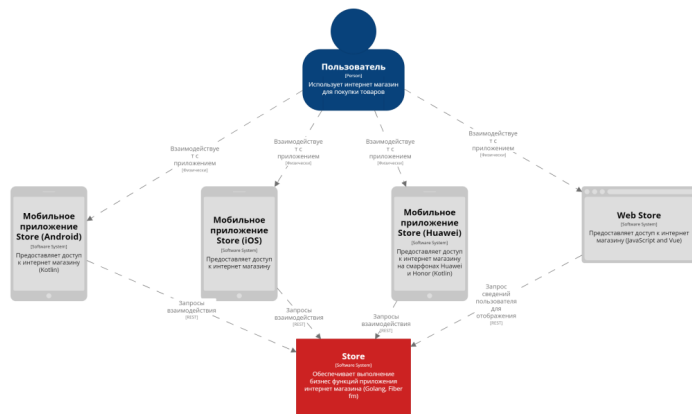 Пользователь
[Person]
Использует интернет магазин
для покупки товаров
Взаимодействуе
т с
приложением
[Физически]
Взаимодействуе
т с
приложением
[Физически]
Взаимодействуе
т с
приложением
[Физически]
Взаимодействуе
т с
приложением
[Физически]
Мобильное
приложение
Store (Android)
[Software System]
Предоставляет доступ
к интернет магазину
(Kotlin)
Мобильное
приложение
Store (iOS)
[Software System]
Предоставляет доступ
к интернет магазину
Мобильное
приложение
Store (Huawei)
[Software System]
Предоставляет доступ
к интернет магазину
на смарфонах Huawei
и Honor (Kotlin)
Web Store
[Software System]
Предоставляет доступ к интернет
магазину (JavaScript and Vue)
Запросы
взаимодействия
[REST]
Запросы
взаимодействия
[REST]
Запросы
взаимодействия
[REST]
Запрос
сведений
пользователя
для
отображения
[REST]
Store
[Software System]
Обеспечивает выполнение
бизнес функций приложения
интернет магазина (Golang, Fiber
fm)